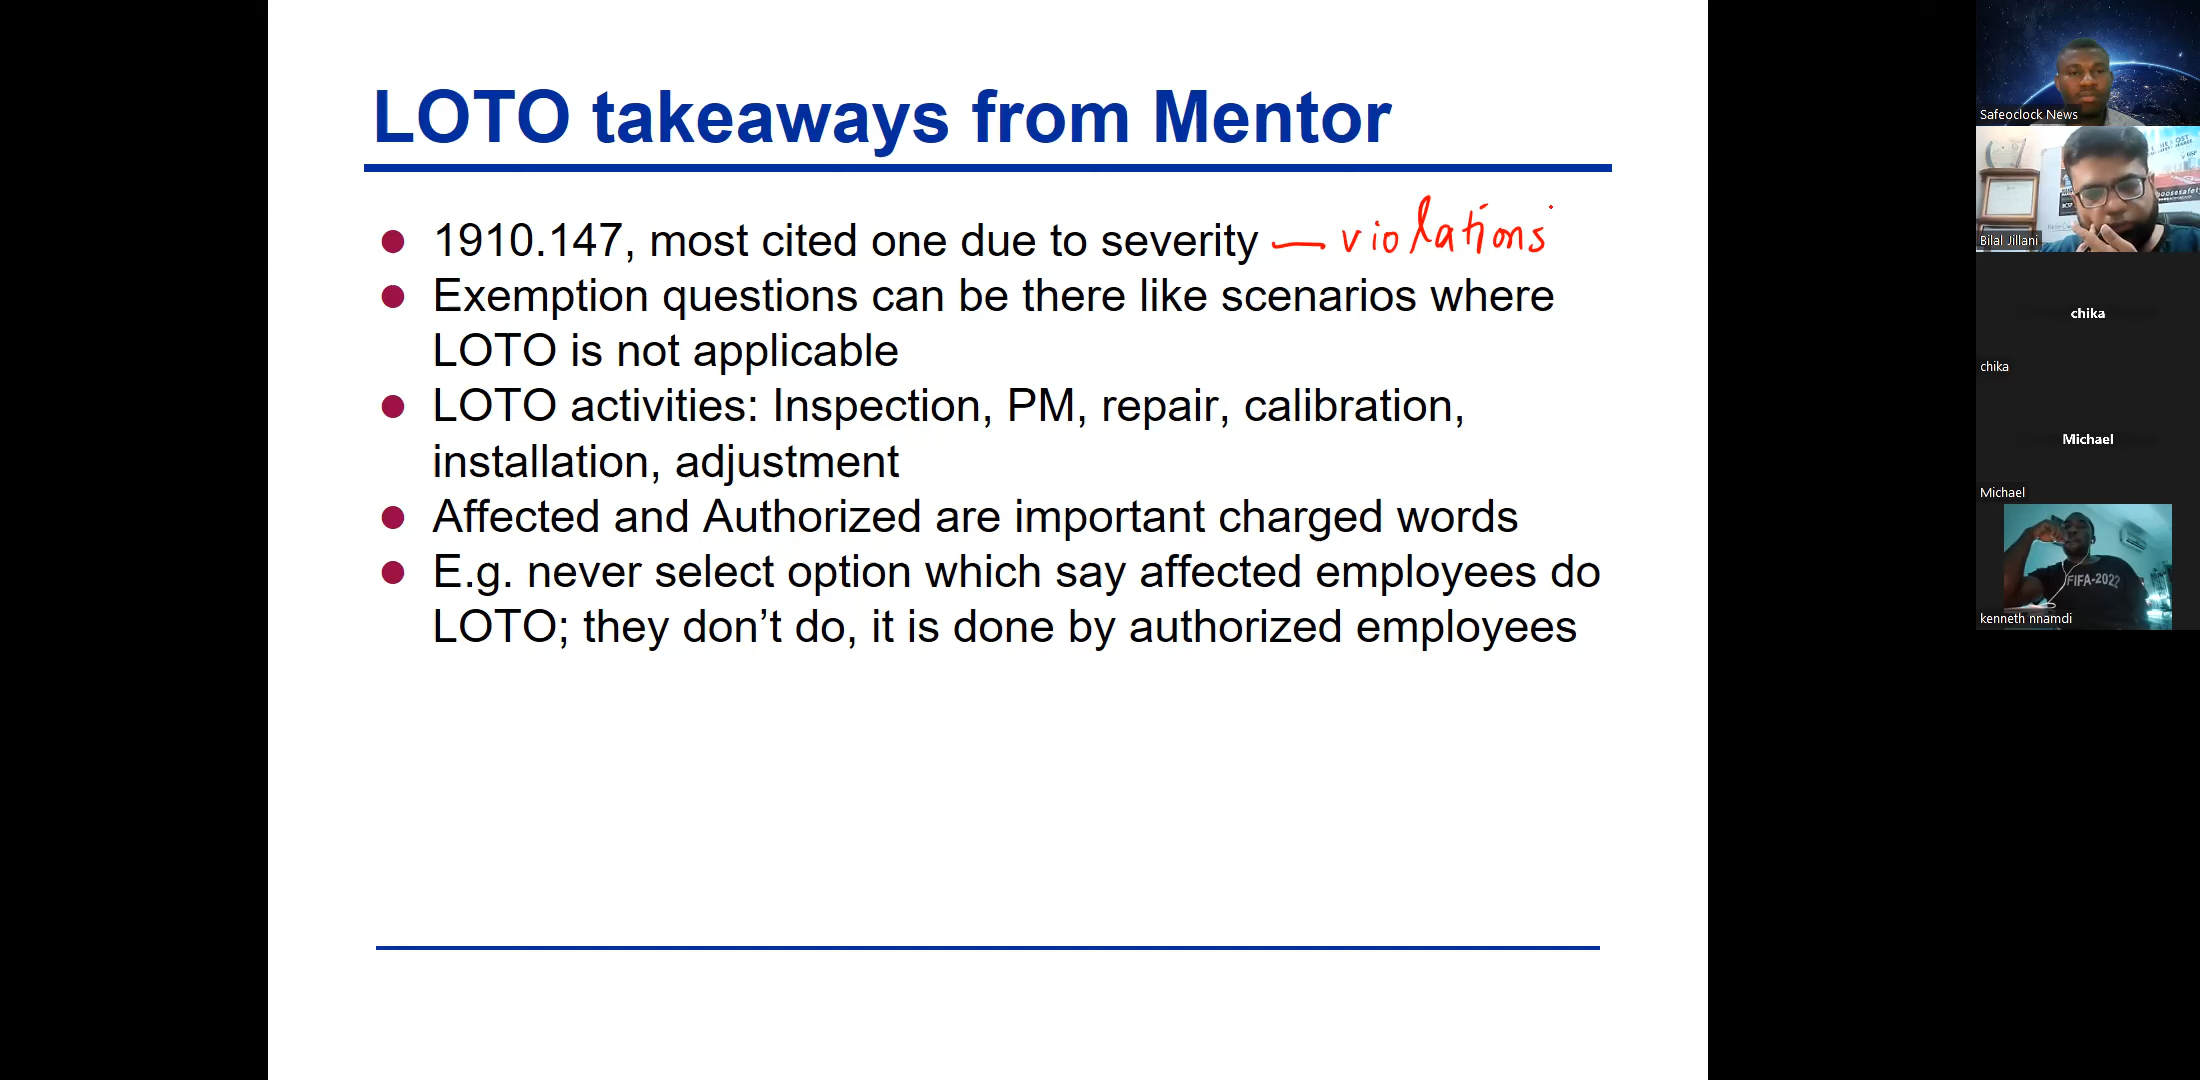 LOTO takeaways from Mentor
1910.147, most cited one due to severity — violations
Exemption questions can be there like scenarios where
LOTO is not applicable
LOTO activities: Inspection, PM, repair, calibration,
installation, adjustment
Affected and Authorized are important charged words
E.g. never select option which say affected employees do
LOTO; they don’t do, it is done by authorized employees
Safeoclock News
Bilal Jillani
chika
chika
Michael
Michael
FIFA-2022
kenneth nnamdi